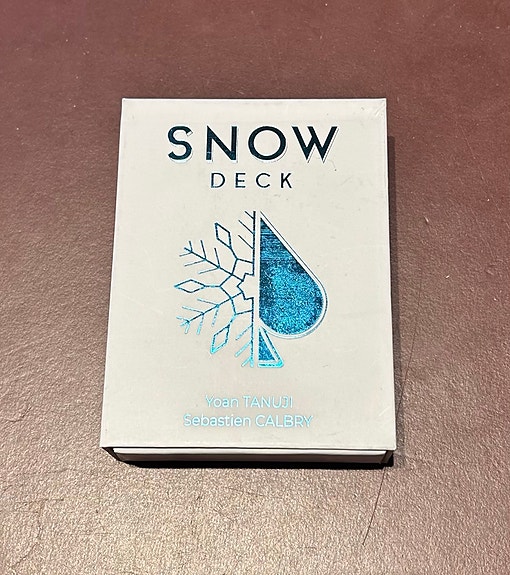 SNOW
DECK
Yoan TANUJI
Sebastien CALBRY